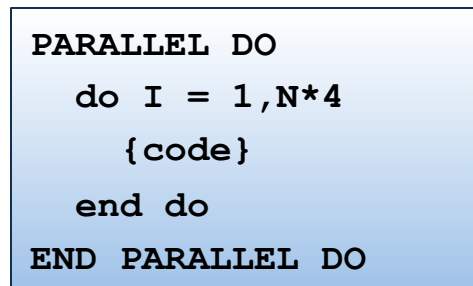 PARALLEL DO
do I = 1,N*4
{code}
end do
END PARALLEL DO